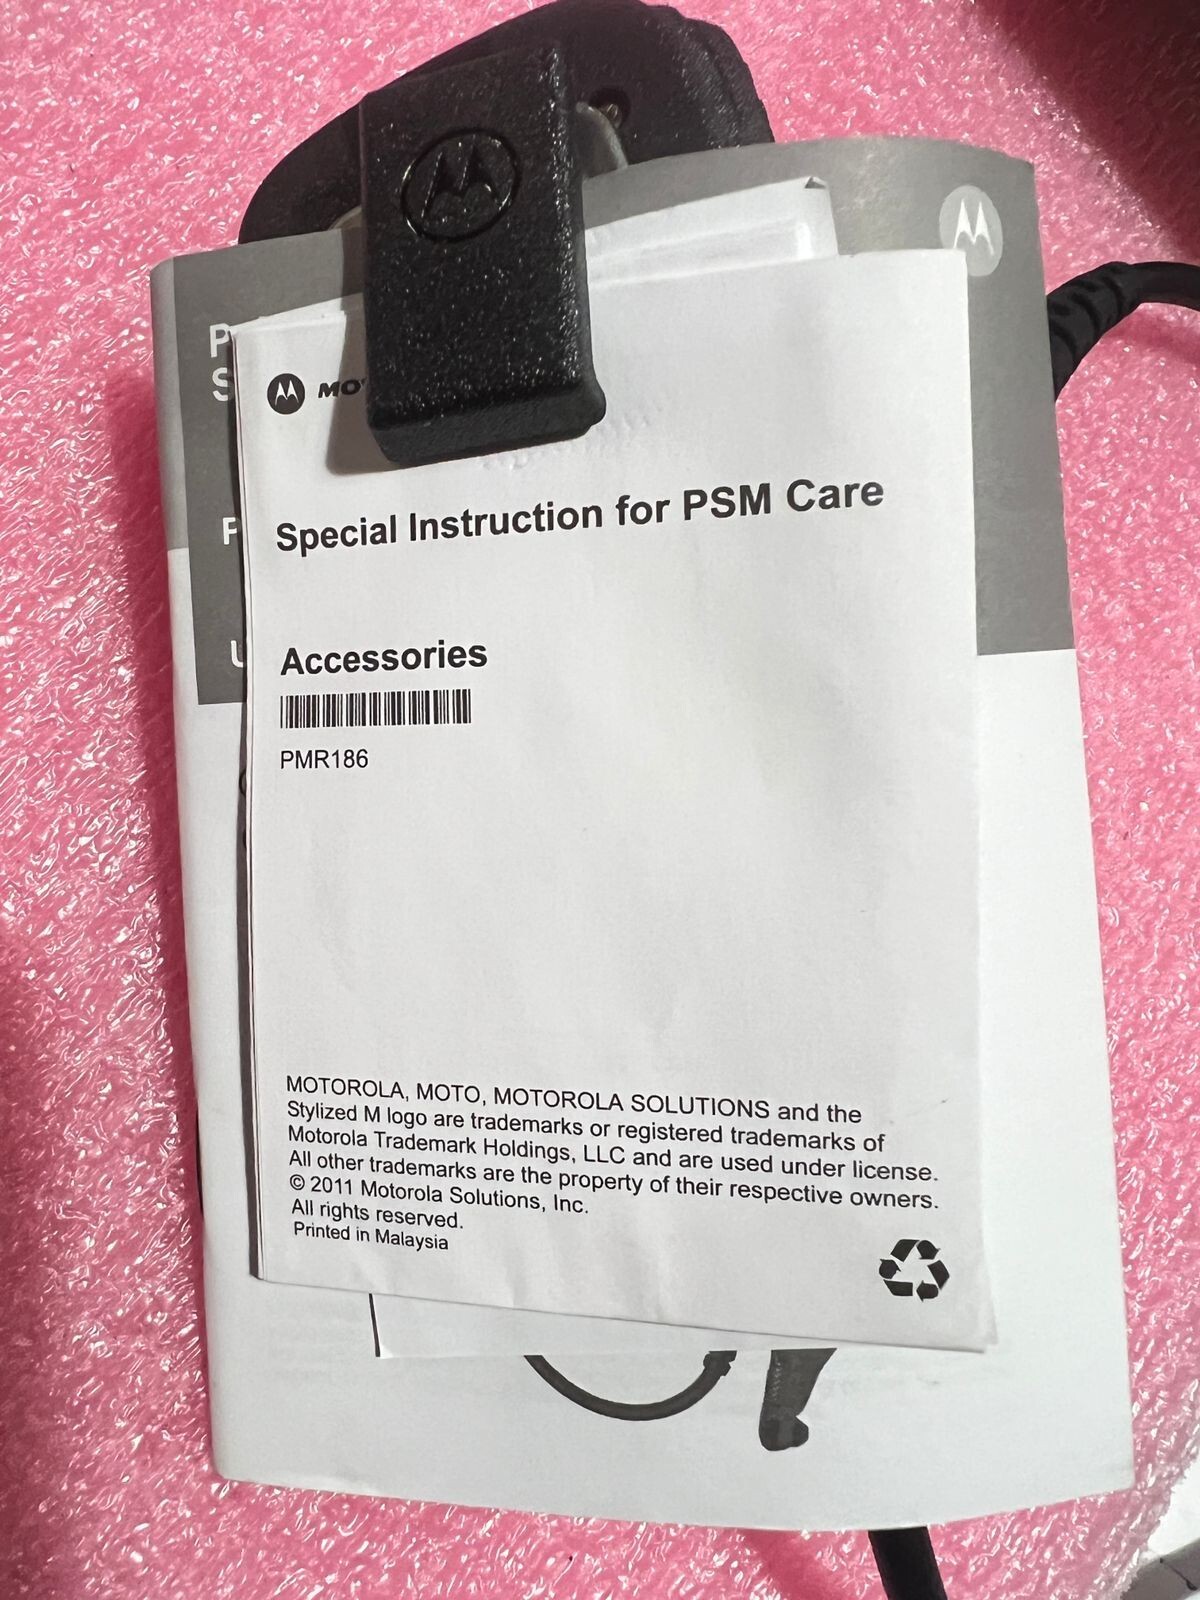 MO
Special Instruction for PSM Care
Accessories
PMR186
MOTOROLA, MOTO, MOTOROLA SOLUTIONS and the
Stylized M logo are trademarks or registered trademarks of
Motorola Trademark Holdings, LLC and are used under license.
All other trademarks are the property of their respective owners.
© 2011 Motorola Solutions, Inc.
All rights reserved.
Printed in Malaysia